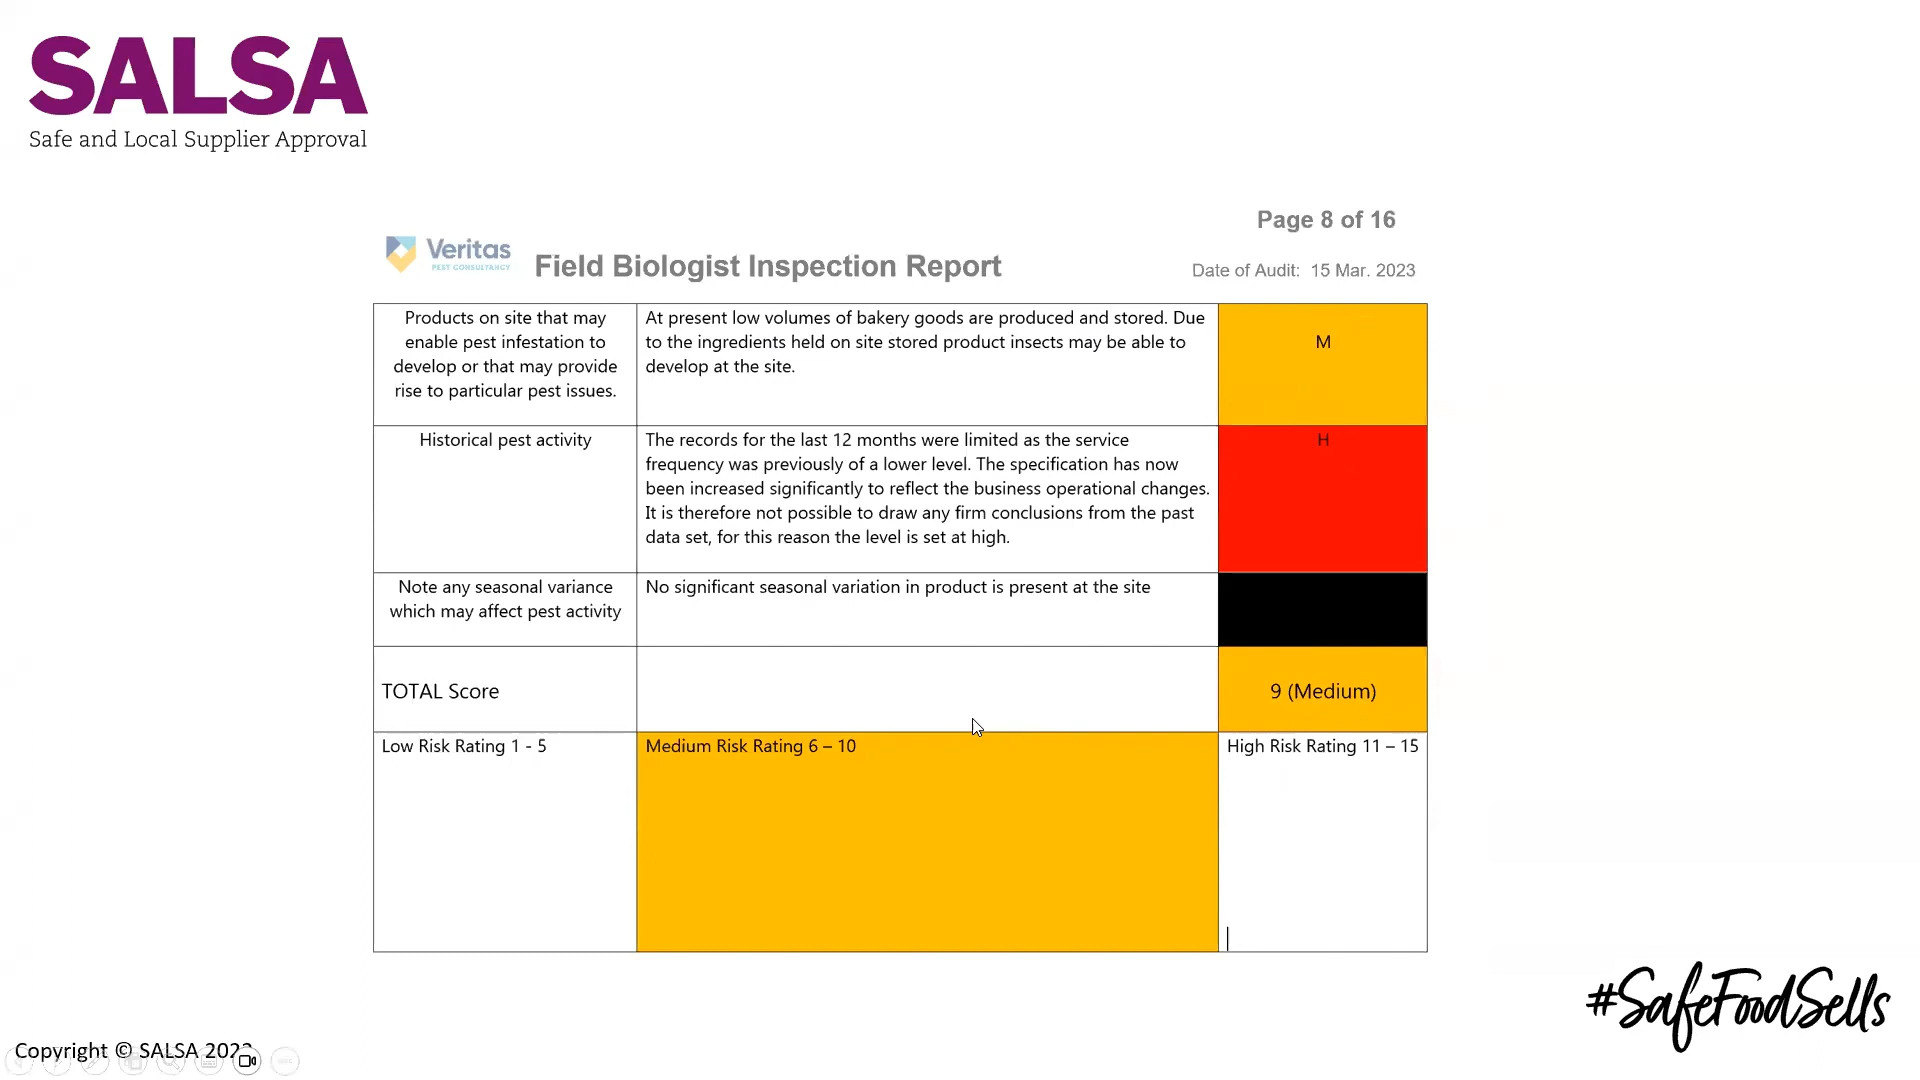 SALSA
Safe and Local Supplier Approval
Page 8 of 16
Veritas
PEST CONSULTANCY
Field Biologist Inspection Report
Date of Audit: 15 Mar. 2023
Products on site that may
enable pest infestation to
develop or that may provide
rise to particular pest issues.
At present low volumes of bakery goods are produced and stored. Due
to the ingredients held on site stored product insects may be able to
develop at the site.
M
Historical pest activity
The records for the last 12 months were limited as the service
frequency was previously of a lower level. The specification has now
been increased significantly to reflect the business operational changes.
It is therefore not possible to draw any firm conclusions from the past
data set, for this reason the level is set at high.
H
Note any seasonal variance
which may affect pest activity
No significant seasonal variation in product is present at the site
TOTAL Score
9 (Medium)
Low Risk Rating 1 - 5
Medium Risk Rating 6 – 10
High Risk Rating 11 – 15
#SafeFoodSells
Copyright © SALSA